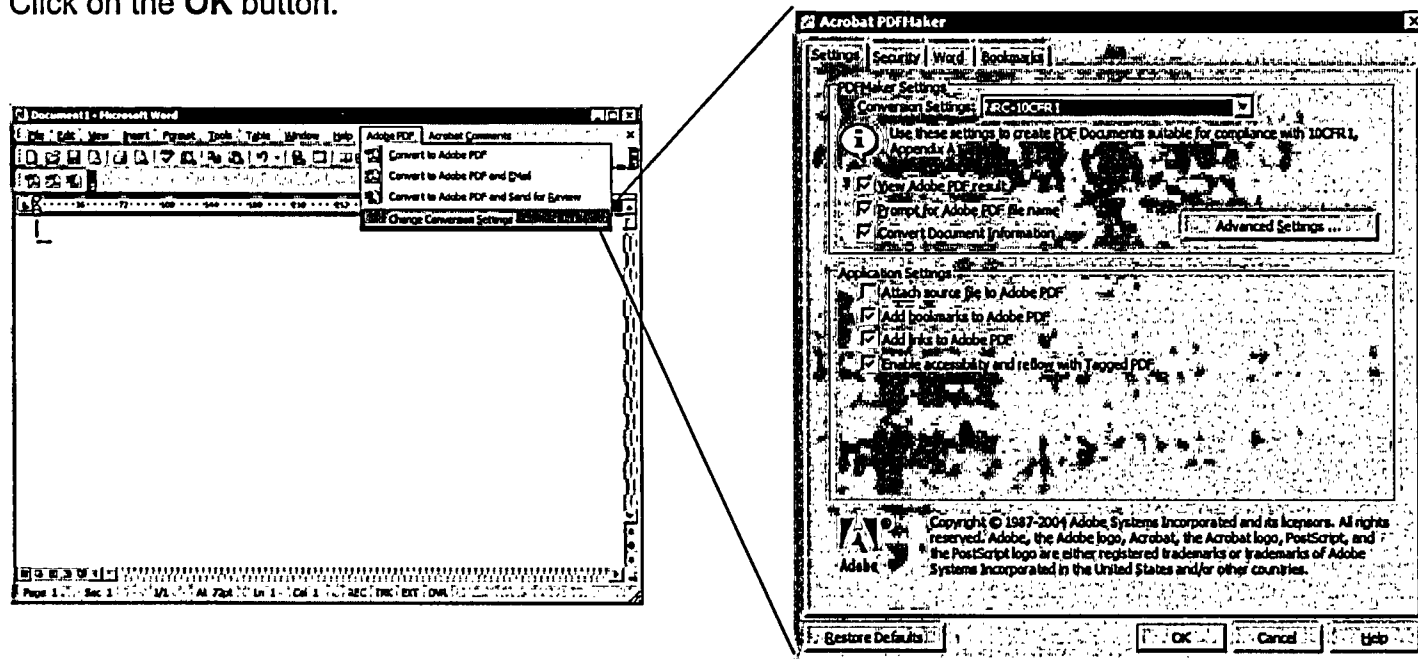 Click on the OK button.
Document1 - Microsoft Word
File Edit View Insert Format Tools Table Window Help Adobe PDF Acrobat Comments
Convert to Adobe PDF
Convert to Adobe PDF and EMail
Convert to Adobe PDF and Send for Review
Change Conversion Settings
Page 1 Sec 1 1/1 At 72pt Ln 1 Col 1 REC TRK EXT OVR
Acrobat PDFMaker
Settings Security Word Bookmarks
PDFMaker Settings
Conversion Settings: NRC-10CFR1
Use these settings to create PDF Documents suitable for compliance with 10CFR1,
Appendix A
View Adobe PDF result
Prompt for Adobe PDF file name
Convert Document Information
Advanced Settings ...
Application Settings
Attach source file to Adobe PDF
Add bookmarks to Adobe PDF
Add links to Adobe PDF
Enable accessibility and reflow with Tagged PDF
Adobe
Copyright © 1987-2004 Adobe Systems Incorporated and its licensors. All rights
reserved. Adobe, the Adobe logo, Acrobat, the Acrobat logo, PostScript, and
the PostScript logo are either registered trademarks or trademarks of Adobe
Systems Incorporated in the United States and/or other countries.
Restore Defaults OK Cancel Help